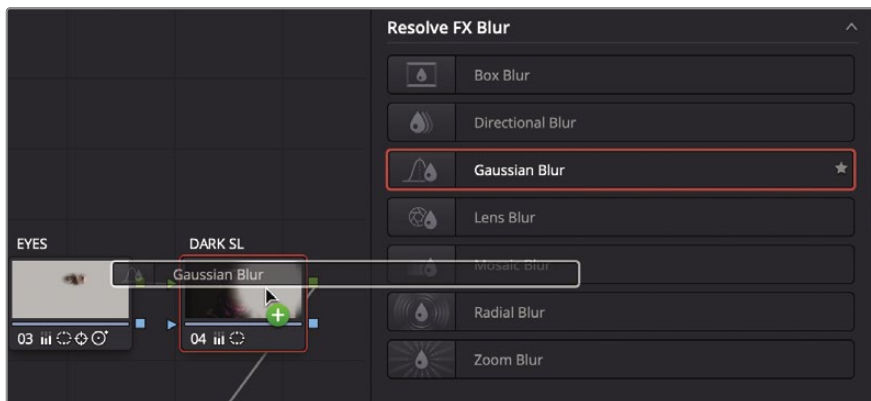 Resolve FX Blur
Box Blur
Directional Blur
Gaussian Blur
Lens Blur
Mosaic Blur
Radial Blur
Zoom Blur
EYES
DARK SL
Gaussian Blur
03
04